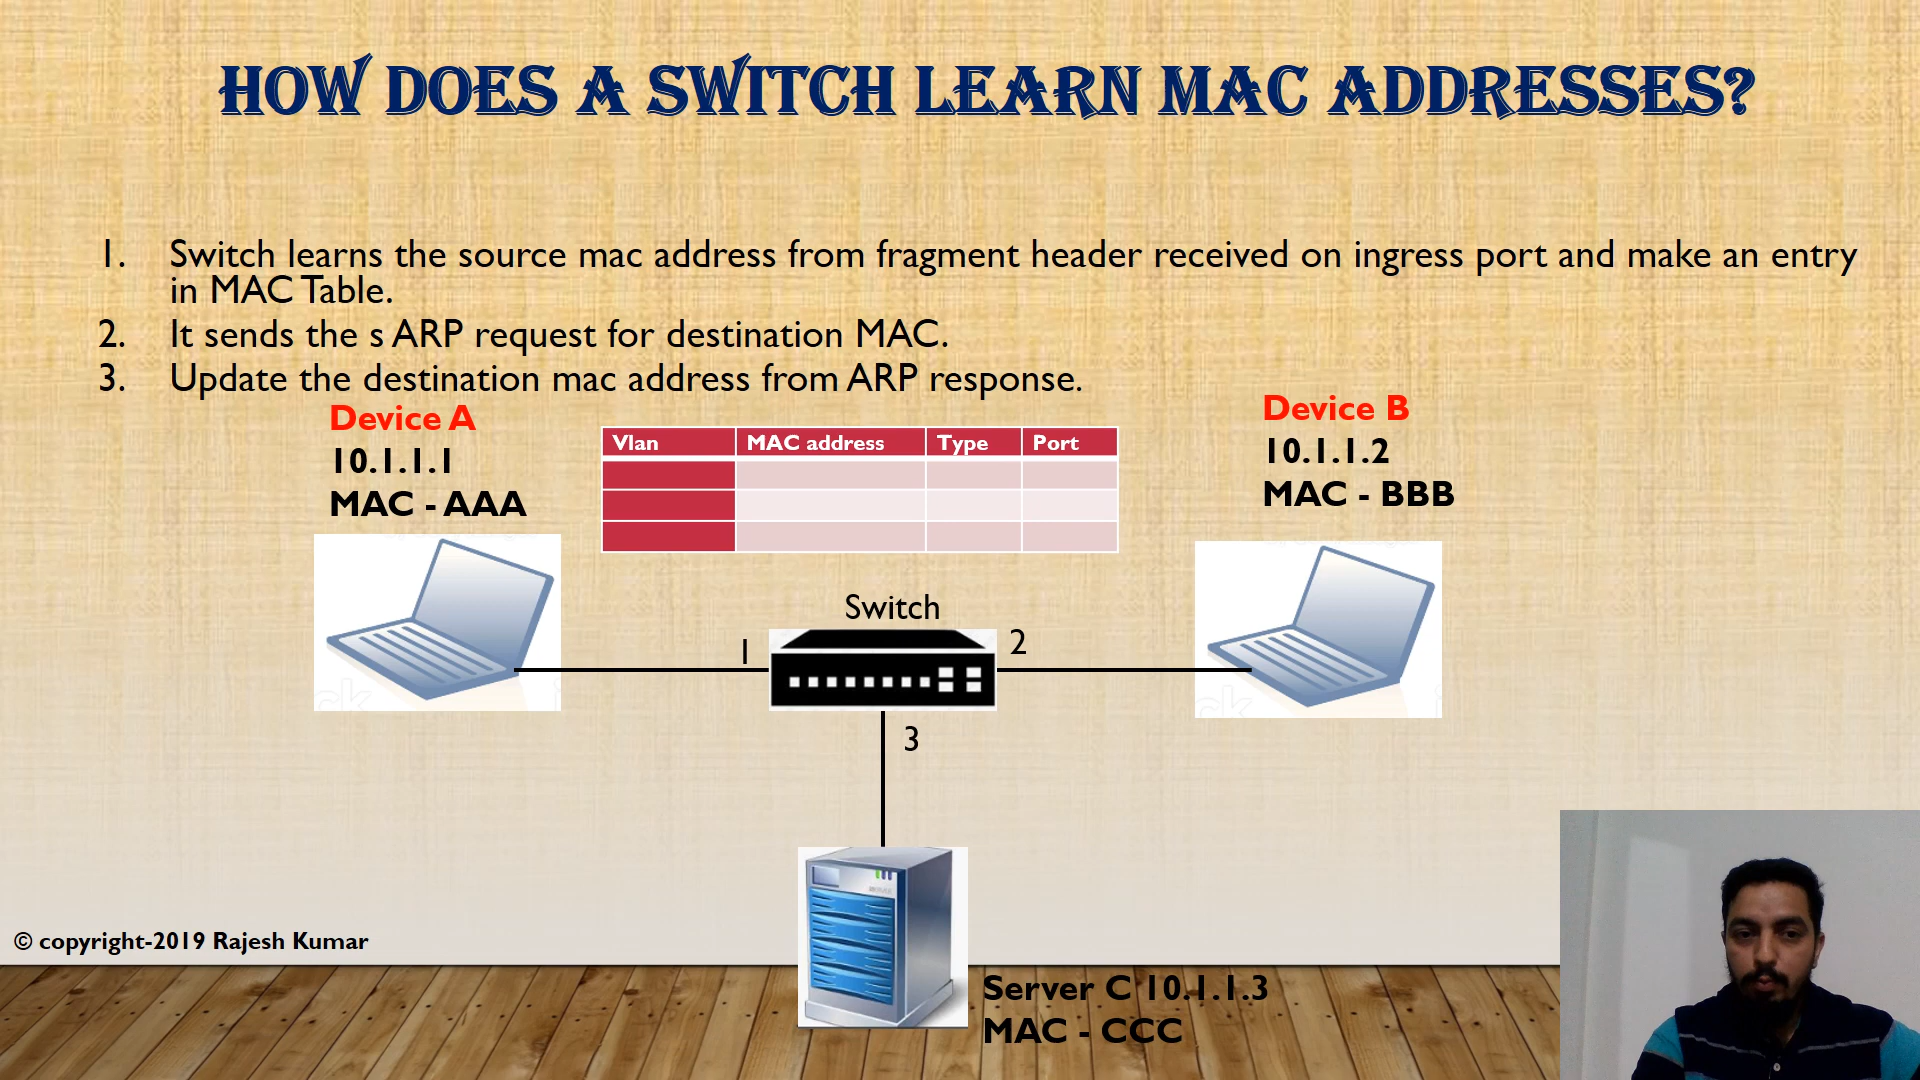 HOW DOES A SWITCH LEARN MAC ADDRESSES?
1. Switch learns the source mac address from fragment header received on ingress port and make an entry
in MAC Table.
2. It sends the s ARP request for destination MAC.
3. Update the destination mac address from ARP response.
Device A
10.1.1.1
MAC - AAA
Vlan MAC address Type Port
Device B
10.1.1.2
MAC - BBB
Switch
1
2
3
© copyright-2019 Rajesh Kumar
Server C 10.1.1.3
MAC - CCC